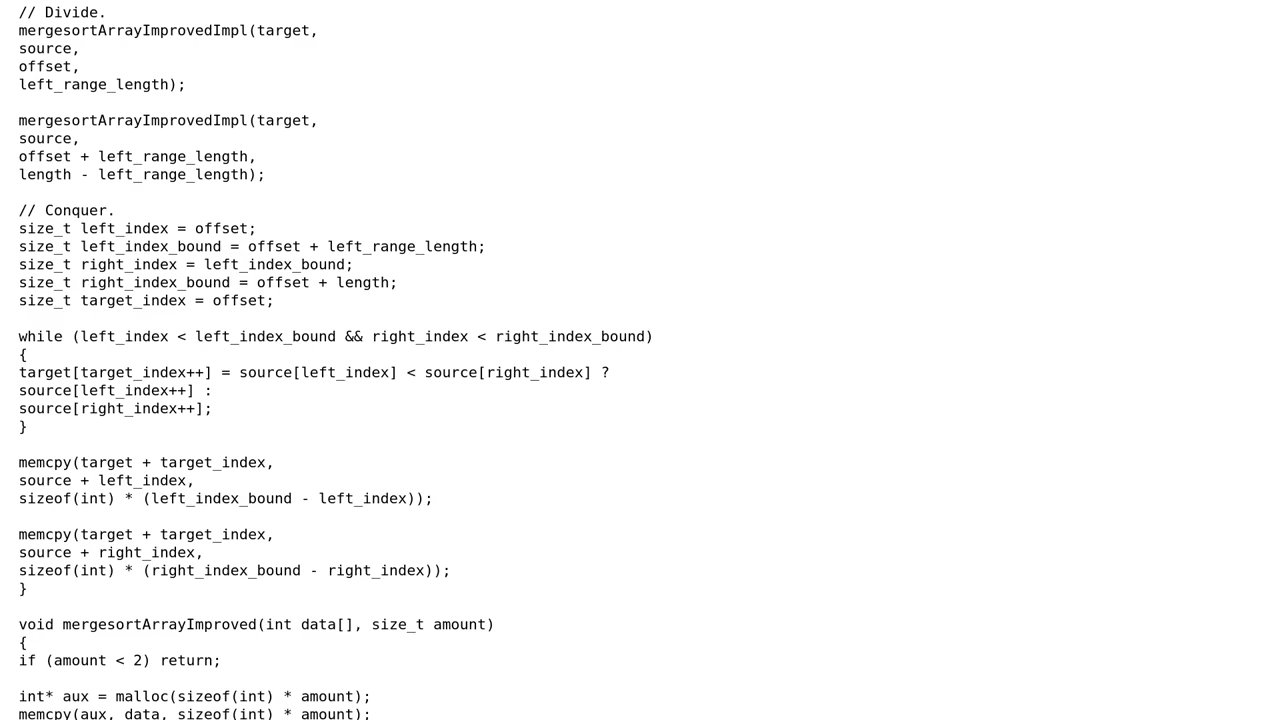 // Divide.
mergesortArrayImprovedImpl(target,
source,
offset,
left_range_length);
mergesortArrayImprovedImpl(target,
source,
offset + left_range_length,
length - left_range_length);
// Conquer.
size_t left_index = offset;
size_t left_index_bound = offset + left_range_length;
size_t right_index = left_index_bound;
size_t right_index_bound = offset + length;
size_t target_index = offset;
while (left_index < left_index_bound && right_index < right_index_bound)
{
target[target_index++] = source[left_index] < source[right_index] ?
source[left_index++] :
source[right_index++];
}
memcpy(target + target_index,
source + left_index,
sizeof(int) * (left_index_bound - left_index));
memcpy(target + target_index,
source + right_index,
sizeof(int) * (right_index_bound - right_index));
}
void mergesortArrayImproved(int data[], size_t amount)
{
if (amount < 2) return;
int* aux = malloc(sizeof(int) * amount);
memcpy(aux, data, sizeof(int) * amount);